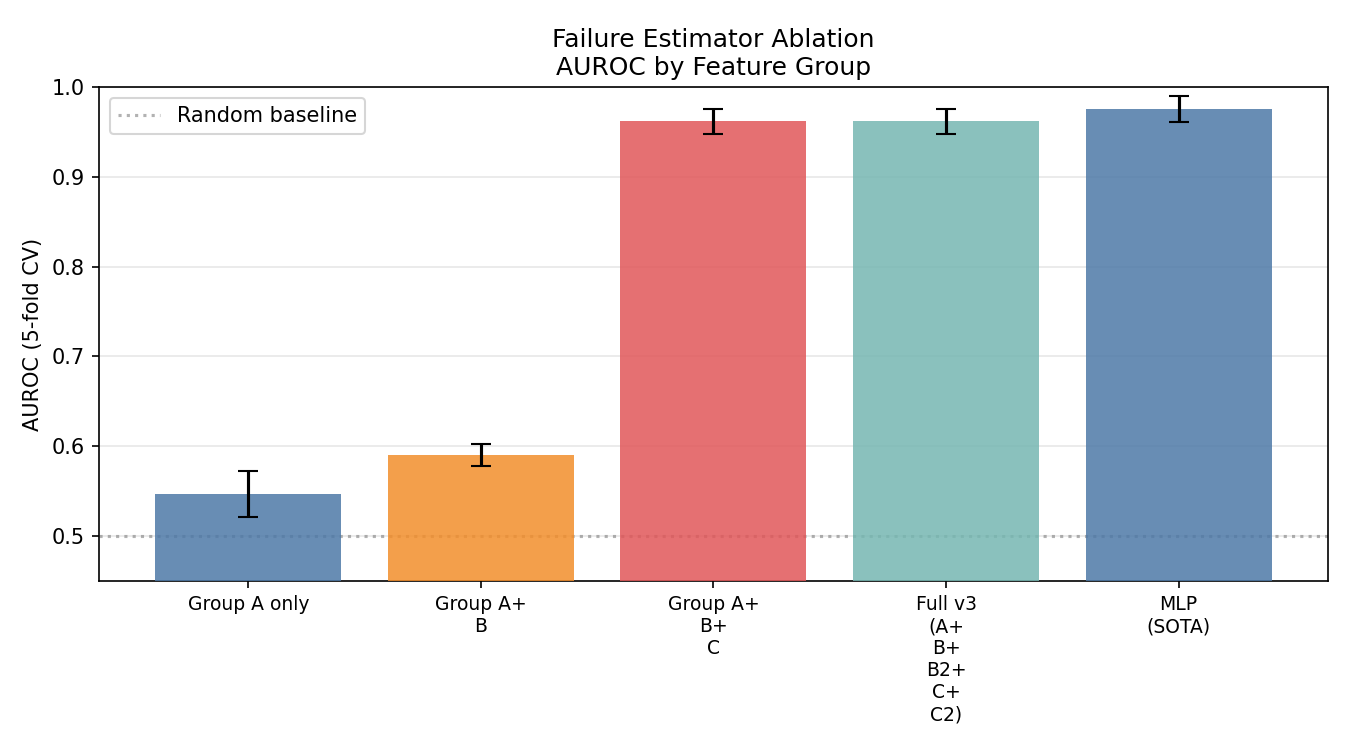 Failure Estimator Ablation
AUROC by Feature Group
Random baseline
AUROC (5-fold CV)
1.0
0.9
0.8
0.7
0.6
0.5
Group A only
Group A+
B
Group A+
B+
C
Full v3
(A+
B+
B2+
C+
C2)
MLP
(SOTA)